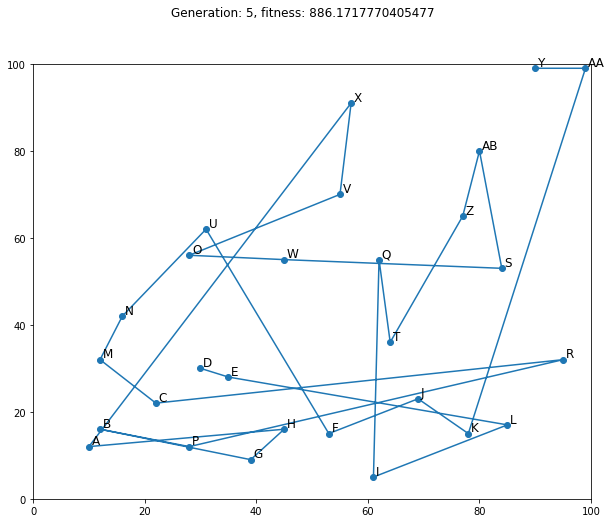 Generation: 5, fitness: 886.1717770405477
100
80
60
40
20
0
0 20 40 60 80 100
Y AA
X
AB
V
Z
U
O W Q S
N
T
M R
D E
C J
B H F K L
A P
G
I